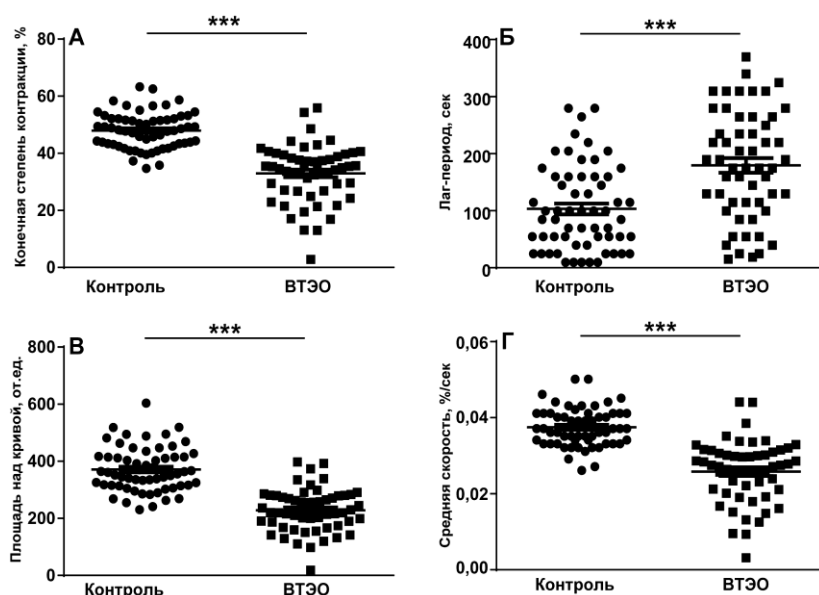 А
***
Конечная степень контракции, %
80
60
40
20
0
Контроль
ВТЭО
Б
***
Лаг-период, сек
400
300
200
100
0
Контроль
ВТЭО
В
***
Площадь над кривой, от.ед.
800
600
400
200
0
Контроль
ВТЭО
Г
***
Средняя скорость, %/сек
0,06
0,04
0,02
0,00
Контроль
ВТЭО